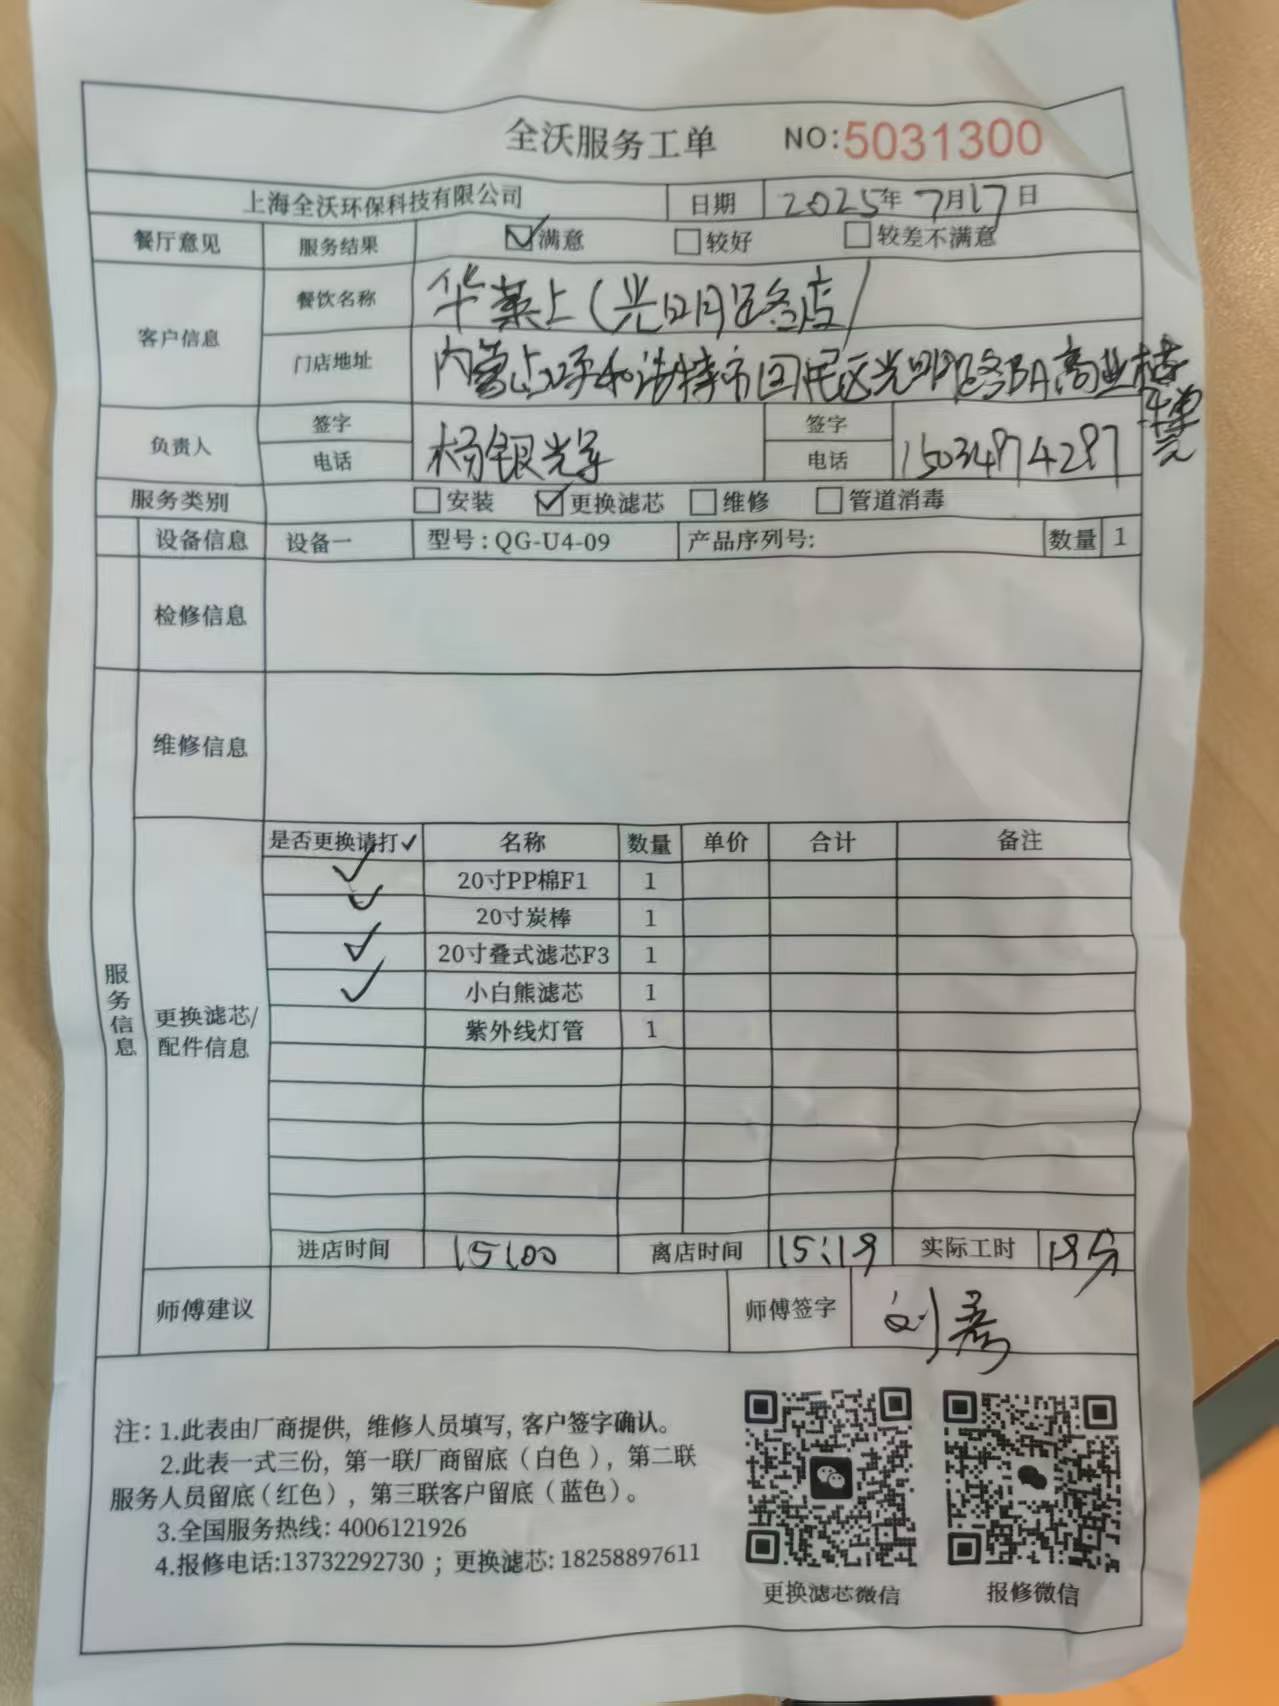 全沃服务工单 NO:5031300
上海全沃环保科技有限公司 日期 2025年7月17日
餐厅意见 服务结果 满意 较好 较差不满意
客户信息
餐饮名称 华莱士(光明路店)
门店地址 内蒙古呼和浩特市回民区光明路BA商业楼
负责人
签字 签字
电话 杨银光 电话 15034974287
服务类别 安装 更换滤芯 维修 管道消毒
设备信息 设备一 型号:QG-U4-09 产品序列号: 数量 1
检修信息
维修信息
服务信息
更换滤芯/
配件信息
是否更换请打✓ 名称 数量 单价 合计 备注
✓ 20寸PP棉F1 1
✓ 20寸炭棒 1
✓ 20寸叠式滤芯F3 1
✓ 小白熊滤芯 1
紫外线灯管 1
进店时间 15:00 离店时间 15:19 实际工时 19分
师傅建议 师傅签字 刘彦
注:1.此表由厂商提供,维修人员填写,客户签字确认。
2.此表一式三份,第一联厂商留底(白色),第二联
服务人员留底(红色),第三联客户留底(蓝色)。
3.全国服务热线:4006121926
4.报修电话:13732292730 ; 更换滤芯:18258897611
更换滤芯微信 报修微信